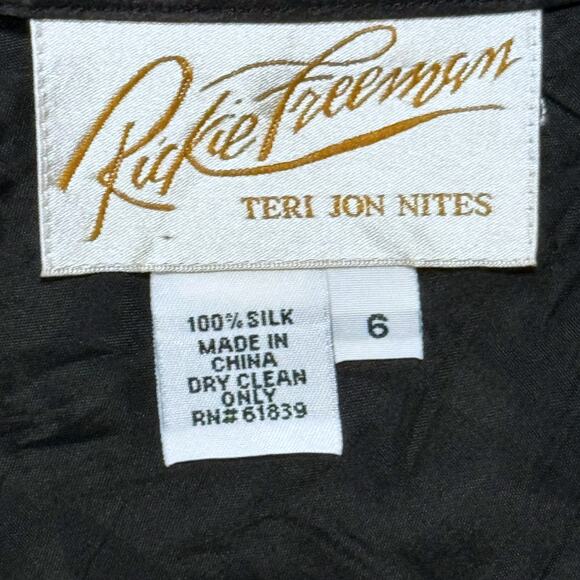 Rickie Freeman
TERI JON NITES
100% SILK
MADE IN
CHINA
DRY CLEAN
ONLY
RN# 61839
6